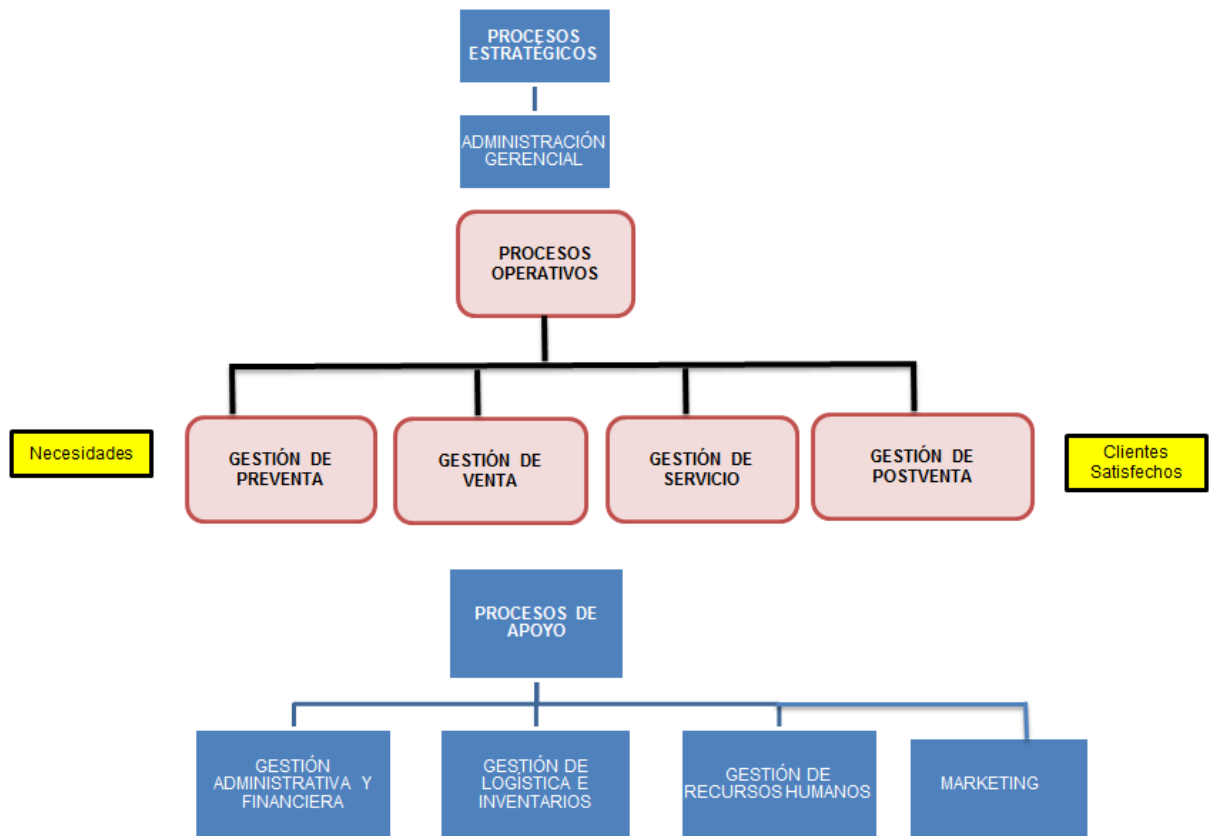 PROCESOS
ESTRATÉGICOS
ADMINISTRACIÓN
GERENCIAL
PROCESOS
OPERATIVOS
Necesidades
GESTIÓN DE
PREVENTA
GESTIÓN DE
VENTA
GESTIÓN DE
SERVICIO
GESTIÓN DE
POSTVENTA
Clientes
Satisfechos
PROCESOS DE
APOYO
GESTIÓN
ADMINISTRATIVA Y
FINANCIERA
GESTIÓN DE
LOGÍSTICA E
INVENTARIOS
GESTIÓN DE
RECURSOS HUMANOS
MARKETING